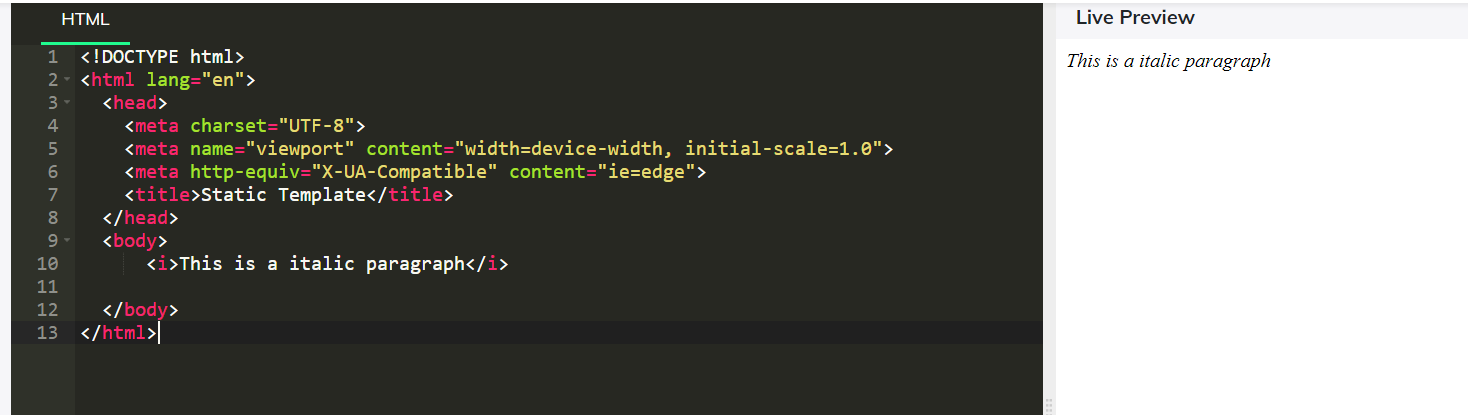 HTML
Live Preview
1 <!DOCTYPE html>
2 <html lang="en">
3 <head>
4 <meta charset="UTF-8">
5 <meta name="viewport" content="width=device-width, initial-scale=1.0">
6 <meta http-equiv="X-UA-Compatible" content="ie=edge">
7 <title>Static Template</title>
8 </head>
9 <body>
10 <i>This is a italic paragraph</i>
11
12 </body>
13 </html>
This is a italic paragraph